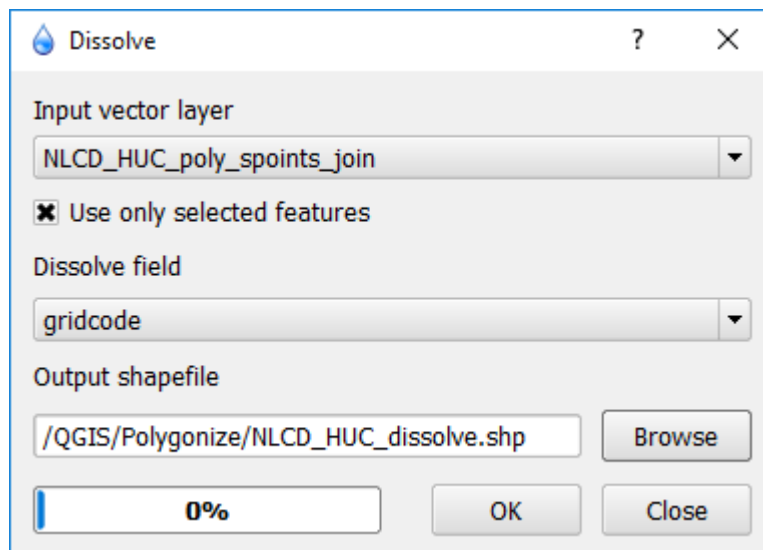 Dissolve
?
Input vector layer
NLCD_HUC_poly_spoints_join
Use only selected features
Dissolve field
gridcode
Output shapefile
/QGIS/Polygonize/NLCD_HUC_dissolve.shp Browse
0% OK Close